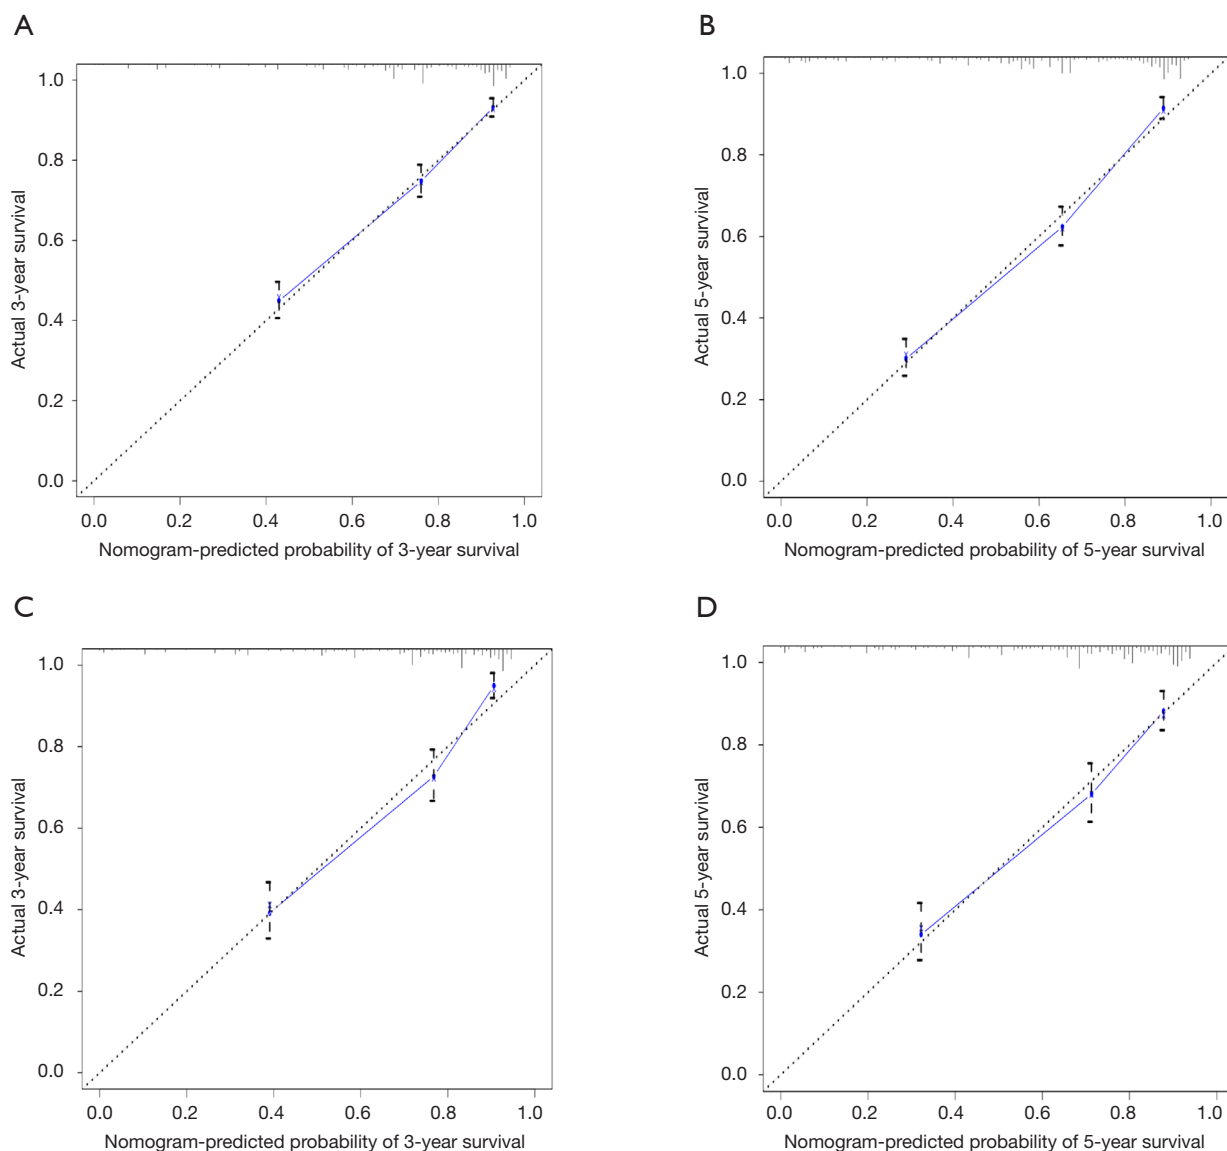 A
1.0
0.8
0.6
0.4
0.2
0.0
Actual 3-year survival
0.0 0.2 0.4 0.6 0.8 1.0
Nomogram-predicted probability of 3-year survival
B
1.0
0.8
0.6
0.4
0.2
0.0
Actual 5-year survival
0.0 0.2 0.4 0.6 0.8 1.0
Nomogram-predicted probability of 5-year survival
C
1.0
0.8
0.6
0.4
0.2
0.0
Actual 3-year survival
0.0 0.2 0.4 0.6 0.8 1.0
Nomogram-predicted probability of 3-year survival
D
1.0
0.8
0.6
0.4
0.2
0.0
Actual 5-year survival
0.0 0.2 0.4 0.6 0.8 1.0
Nomogram-predicted probability of 5-year survival